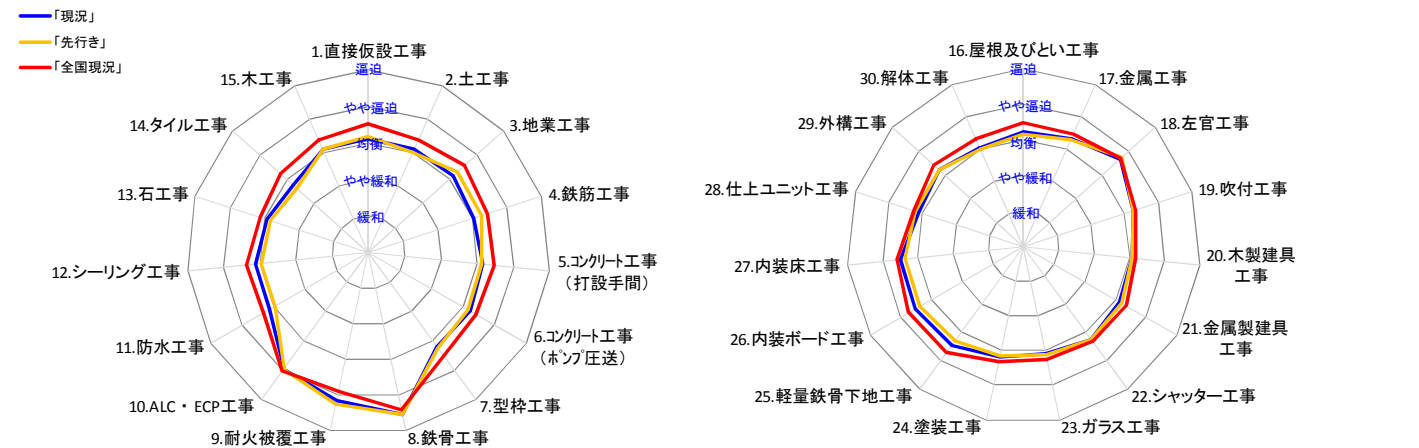 「現況」
「先行き」
「全国現況」
1.直接仮設工事
2.土工事
3.地業工事
4.鉄筋工事
5.コンクリート工事
（打設手間）
6.コンクリート工事
（ポンプ圧送）
7.型枠工事
8.鉄骨工事
9.耐火被覆工事
10.ALC・ECP工事
11.防水工事
12.シーリング工事
13.石工事
14.タイル工事
15.木工事
逼迫
やや逼迫
均衡
やや緩和
緩和
16.屋根及びとい工事
17.金属工事
18.左官工事
19.吹付工事
20.木製建具
工事
21.金属製建具
工事
22.シャッター工事
23.ガラス工事
24.塗装工事
25.軽量鉄骨下地工事
26.内装ボード工事
27.内装床工事
28.仕上ユニット工事
29.外構工事
30.解体工事
逼迫
やや逼迫
均衡
やや緩和
緩和